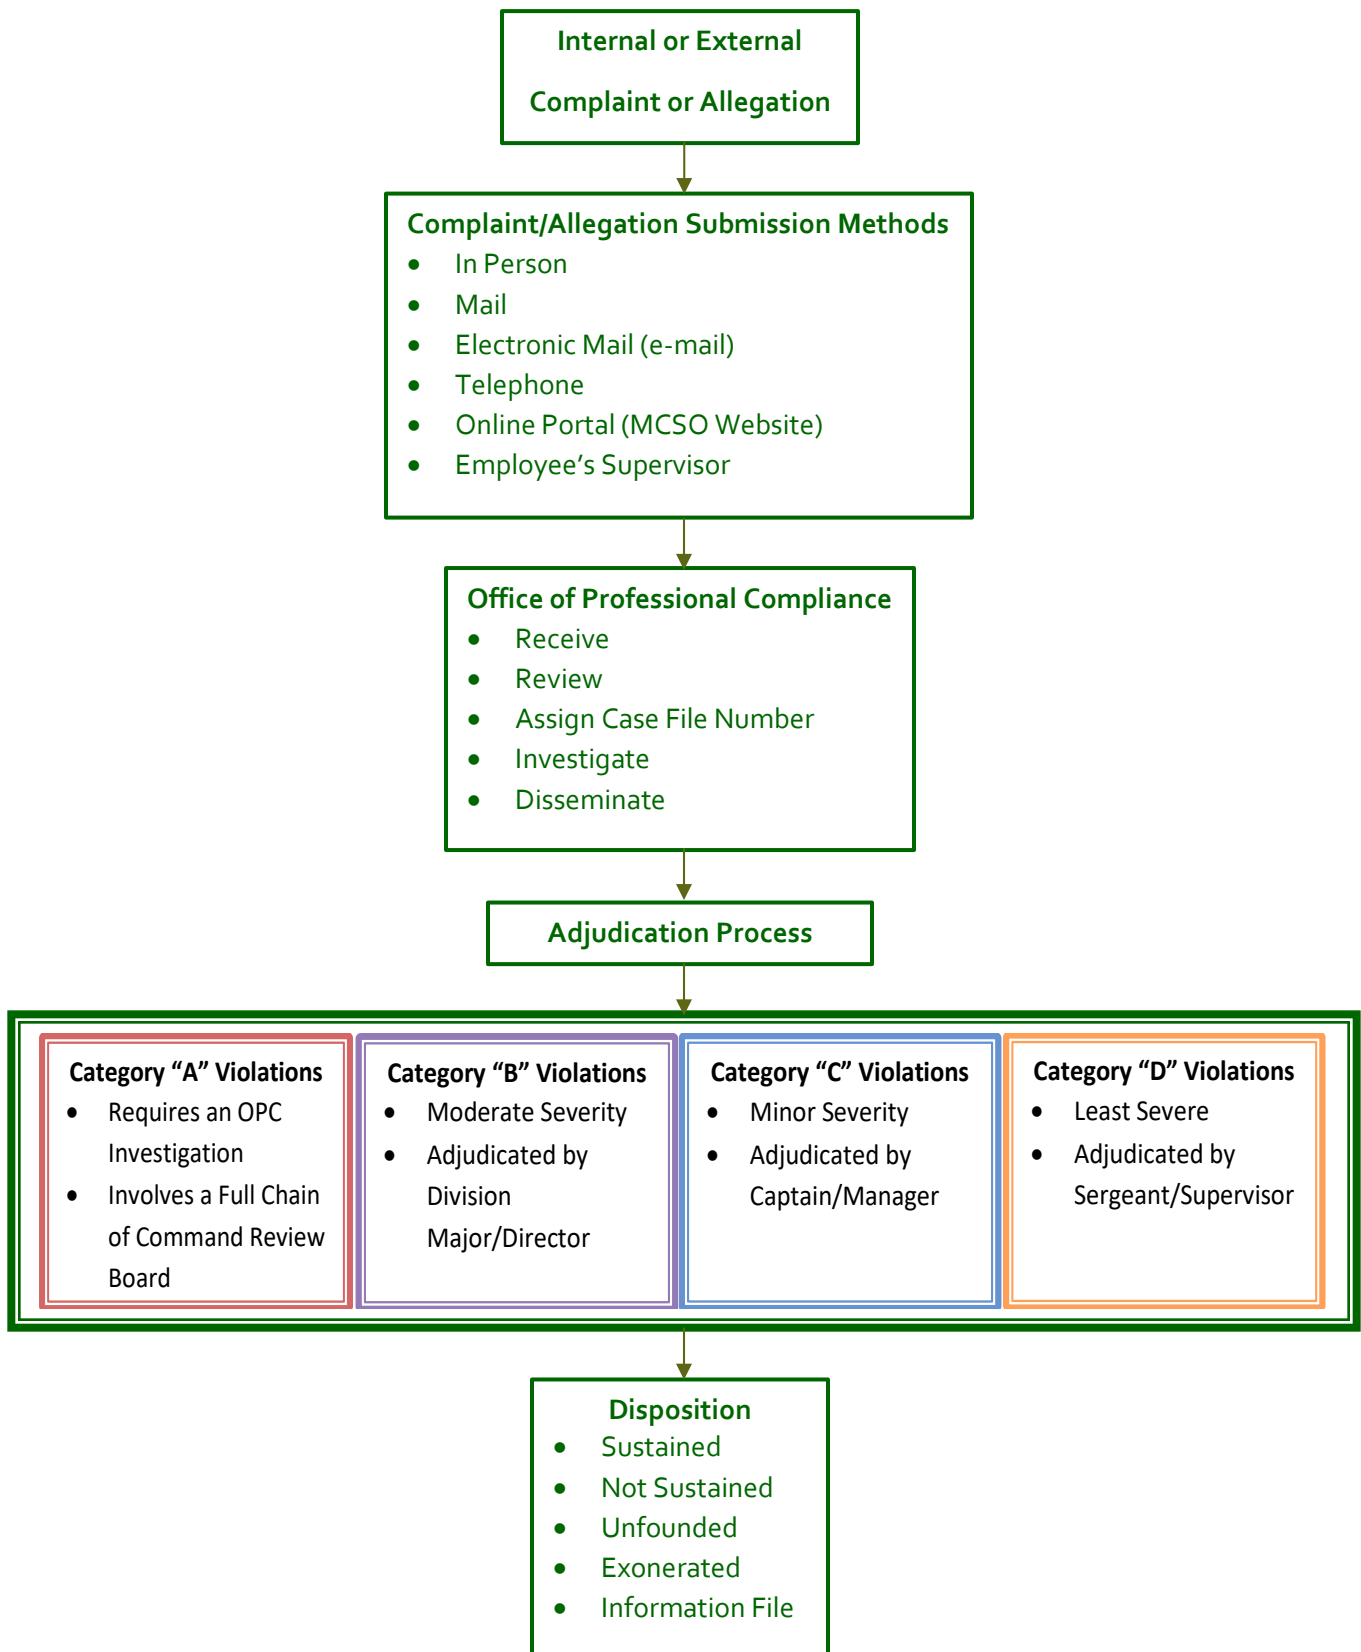 Internal or External
Complaint or Allegation
Complaint/Allegation Submission Methods
• In Person
• Mail
• Electronic Mail (e-mail)
• Telephone
• Online Portal (MCSO Website)
• Employee’s Supervisor
Office of Professional Compliance
• Receive
• Review
• Assign Case File Number
• Investigate
• Disseminate
Adjudication Process
Category “A” Violations
• Requires an OPC
Investigation
• Involves a Full Chain
of Command Review
Board
Category “B” Violations
• Moderate Severity
• Adjudicated by
Division
Major/Director
Category “C” Violations
• Minor Severity
• Adjudicated by
Captain/Manager
Category “D” Violations
• Least Severe
• Adjudicated by
Sergeant/Supervisor
Disposition
• Sustained
• Not Sustained
• Unfounded
• Exonerated
• Information File